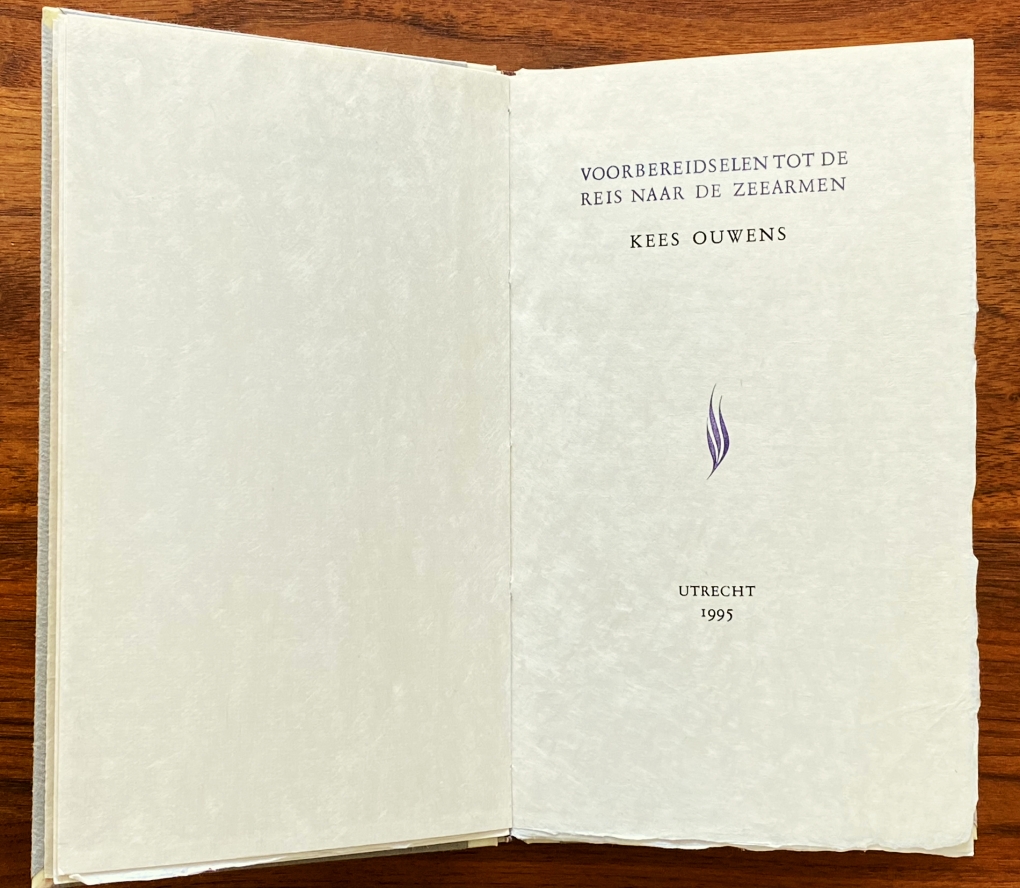 VOORBEREIDSELEN TOT DE
REIS NAAR DE ZEEARMEN
KEES OUWENS
UTRECHT
1995